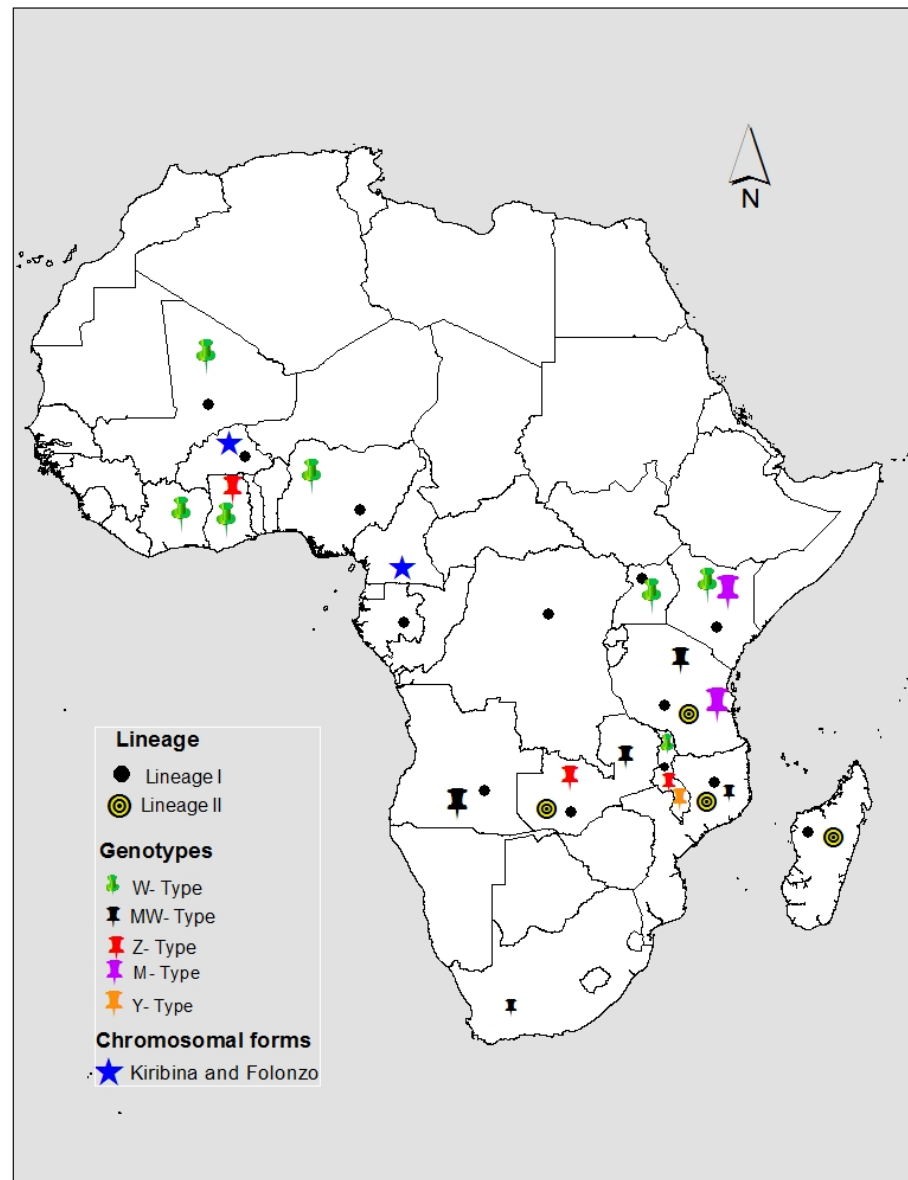 N
Lineage
Lineage I
Lineage II
Genotypes
W- Type
MW- Type
Z- Type
M - Type
Y- Type
Chromosomal forms
Kiribina and Folonzo